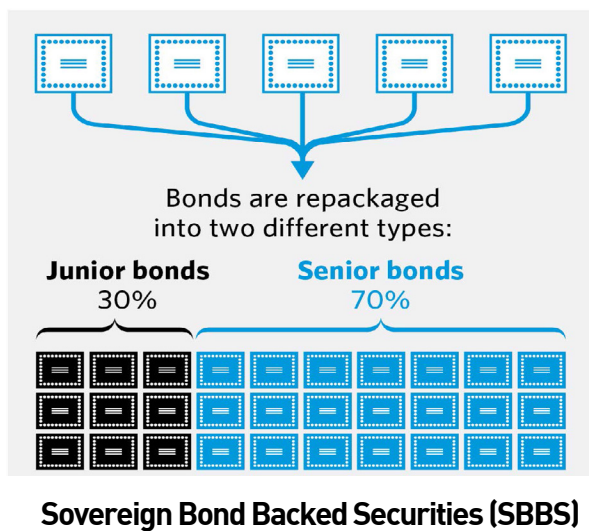 Bonds are repackaged
into two different types:
Junior bonds
30%
Senior bonds
70%
Sovereign Bond Backed Securities (SBBS)